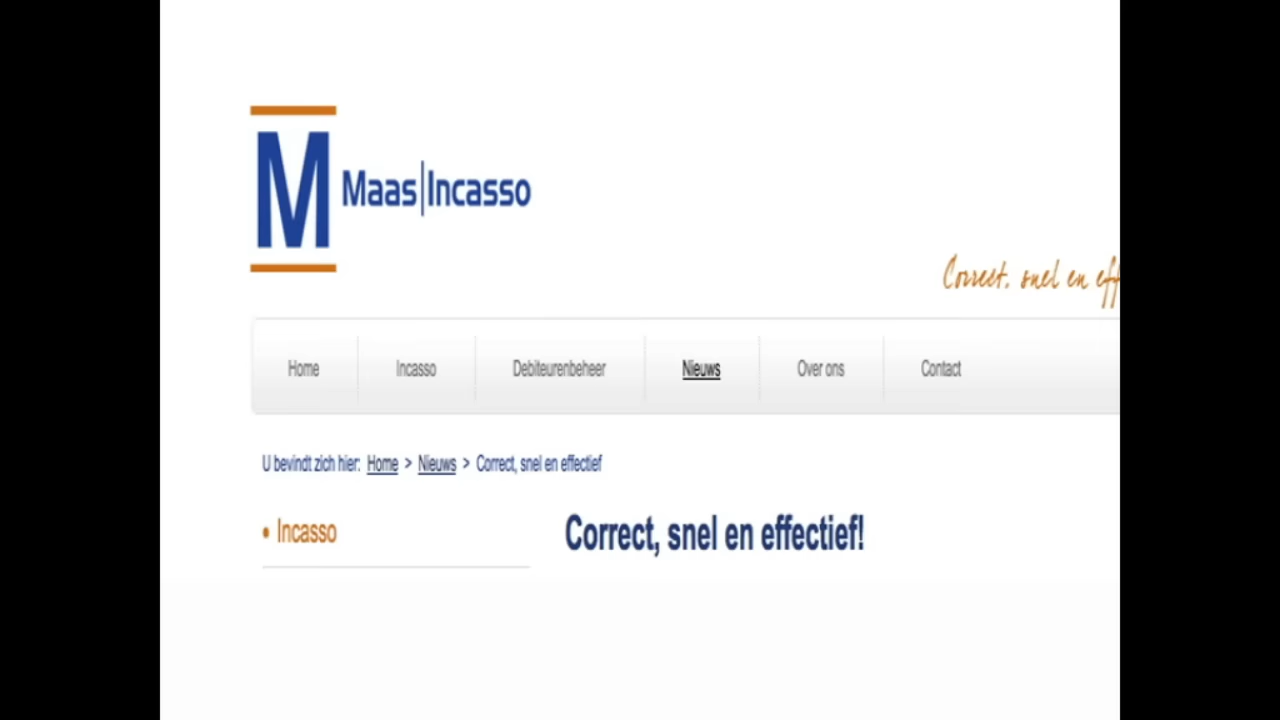 M
Maas|Incasso
Correct. snel en eff
Home Incasso Debiteurenbeheer Nieuws Over ons Contact
U bevindt zich hier: Home > Nieuws > Correct, snel en effectief
• Incasso
Correct, snel en effectief!